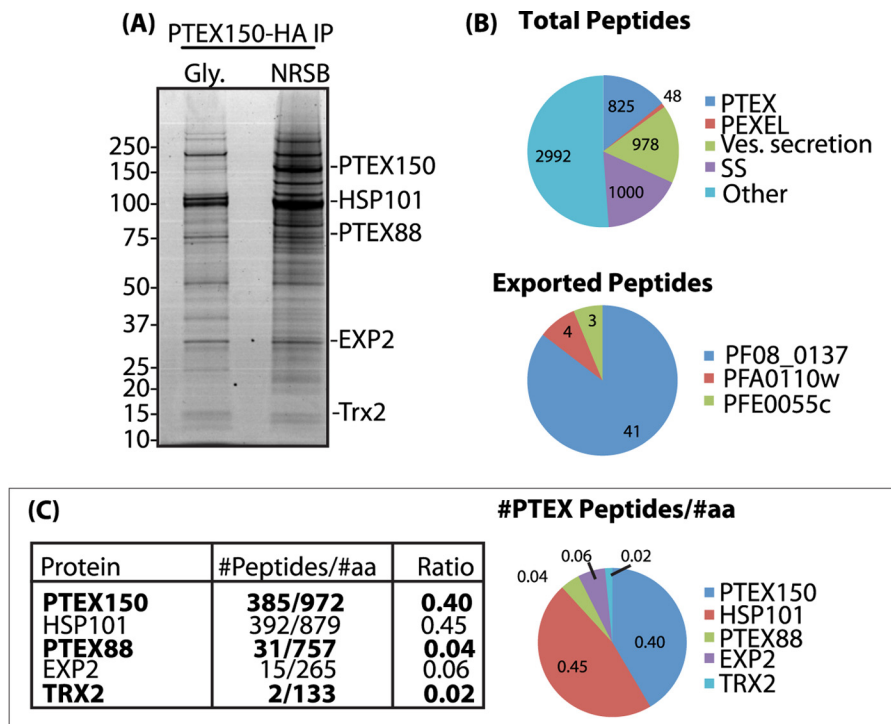 (A)
PTEX150-HA IP
Gly. NRSB
250-
150-
100-
75-
50-
37-
25-
20-
15-
10-
-PTEX150
-HSP101
-PTEX88
-EXP2
-Trx2
(B) Total Peptides
825
48
978
1000
2992
PTEX
PEXEL
Ves. secretion
SS
Other
Exported Peptides
4
3
41
PF08_0137
PFA0110w
PFE0055c
(C)
Protein #Peptides/#aa Ratio
PTEX150 385/972 0.40
HSP101 392/879 0.45
PTEX88 31/757 0.04
EXP2 15/265 0.06
TRX2 2/133 0.02
#PTEX Peptides/#aa
0.06
0.02
0.04
0.40
0.45
PTEX150
HSP101
PTEX88
EXP2
TRX2